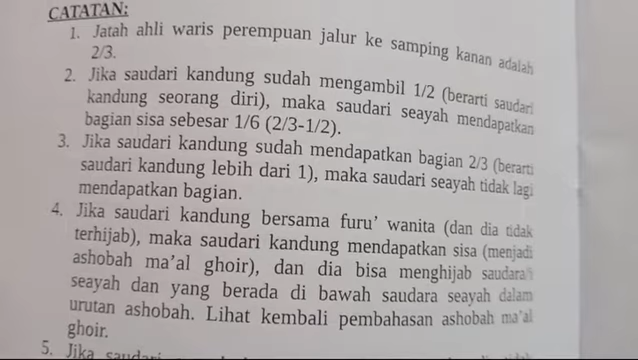 CATATAN:
1. Jatah ahli waris perempuan jalur ke samping kanan adalah
2/3.
2. Jika saudari kandung sudah mengambil 1/2 (berarti saudari
kandung seorang diri), maka saudari seayah mendapatkan
bagian sisa sebesar 1/6 (2/3-1/2).
3. Jika saudari kandung sudah mendapatkan bagian 2/3 (berarti
saudari kandung lebih dari 1), maka saudari seayah tidak lagi
mendapatkan bagian.
4. Jika saudari kandung bersama furu' wanita (dan dia tidak
terhijab), maka saudari kandung mendapatkan sisa (menjadi
ashobah ma'al ghoir), dan dia bisa menghijab saudara
seayah dan yang berada di bawah saudara seayah dalam
urutan ashobah. Lihat kembali pembahasan ashobah ma'al
ghoir.
5. Jika saudari